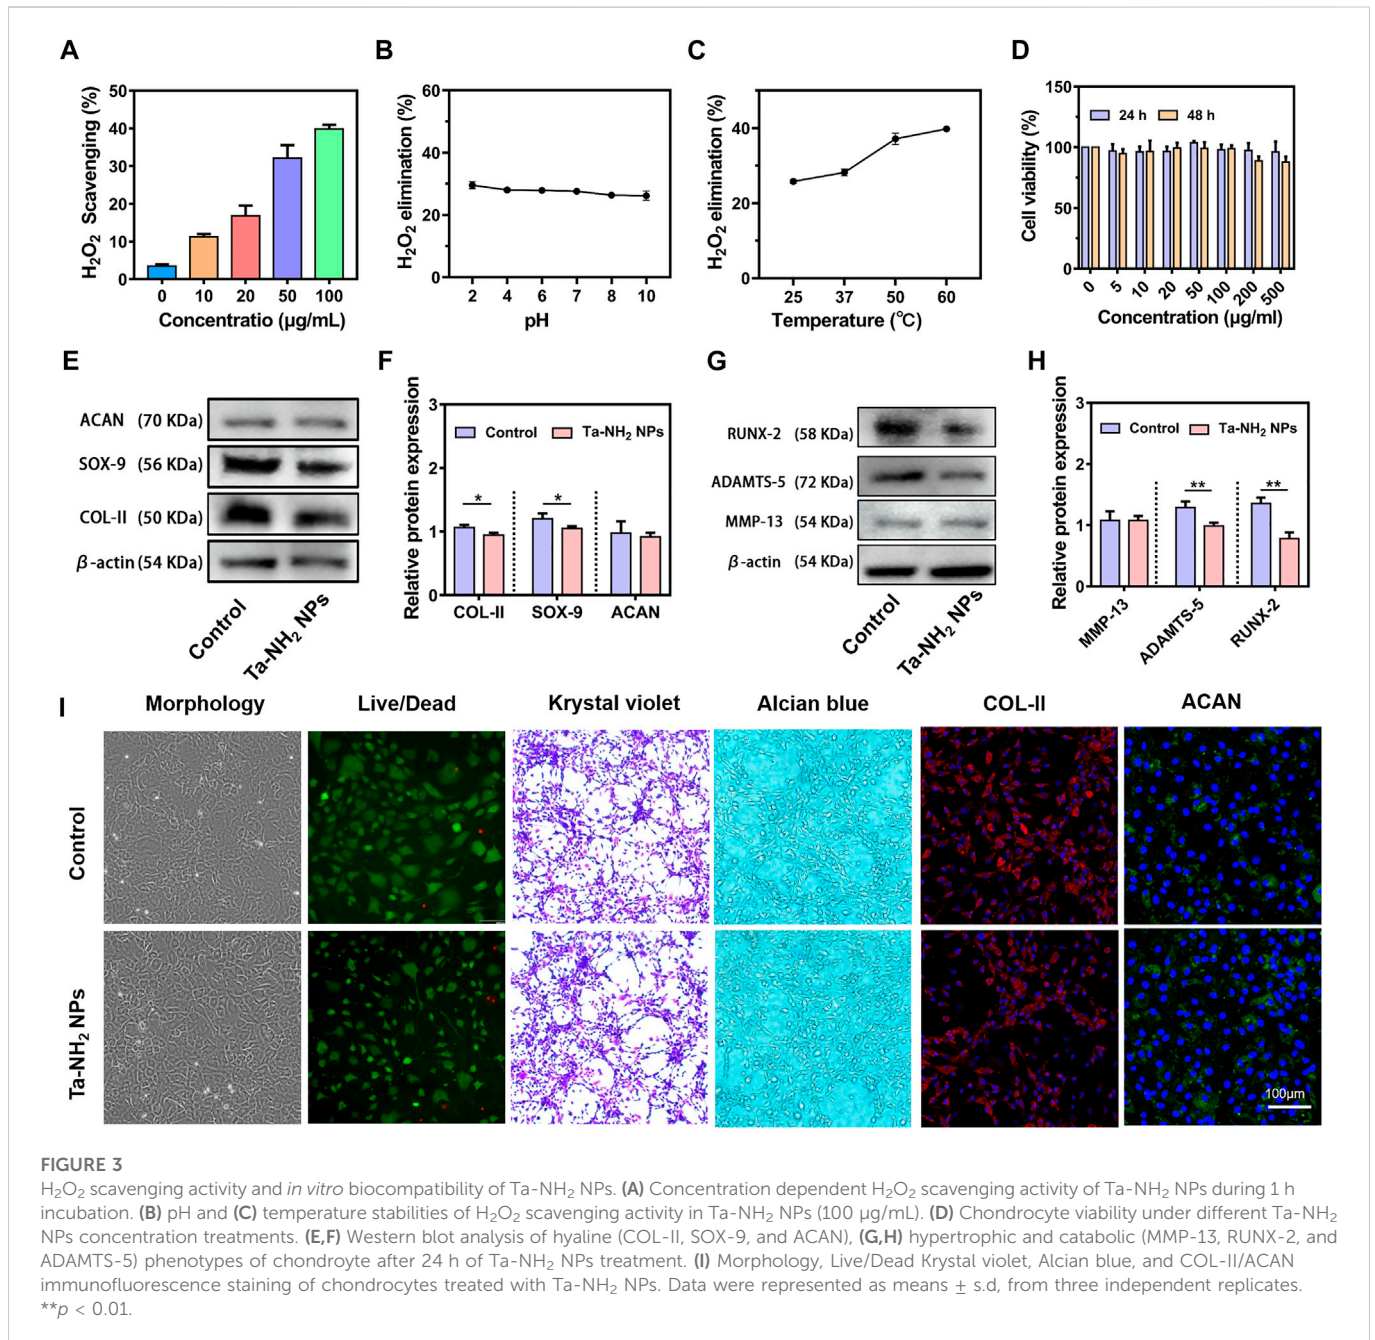 A
H₂O₂ Scavenging (%)
50
40
30
20
10
0
0 10 20 50 100
Concentratio (µg/mL)
B
H₂O₂ elimination (%)
60
40
20
0
2 4 6 7 8 10
pH
C
H₂O₂ elimination (%)
40
20
0
25 37 50 60
Temperature (℃)
D
Cell viability (%)
150
100
50
0
24 h 48 h
0 5 10 20 50 100 200 500
Concentration (µg/ml)
E
ACAN (70 KDa)
SOX-9 (56 KDa)
COL-II (50 KDa)
β-actin (54 KDa)
Control Ta-NH₂ NPs
F
Relative protein expression
3
2
1
0
Control Ta-NH₂ NPs
* *
COL-II SOX-9 ACAN
G
RUNX-2 (58 KDa)
ADAMTS-5 (72 KDa)
MMP-13 (54 KDa)
β-actin (54 KDa)
Control Ta-NH₂ NPs
H
Relative protein expression
3
2
1
0
Control Ta-NH₂ NPs
** **
MMP-13 ADAMTS-5 RUNX-2
I
Morphology Live/Dead Krystal violet Alcian blue COL-II ACAN
Control
Ta-NH₂ NPs
100µm
FIGURE 3
H₂O₂ scavenging activity and in vitro biocompatibility of Ta-NH₂ NPs. (A) Concentration dependent H₂O₂ scavenging activity of Ta-NH₂ NPs during 1 h
incubation. (B) pH and (C) temperature stabilities of H₂O₂ scavenging activity in Ta-NH₂ NPs (100 µg/mL). (D) Chondrocyte viability under different Ta-NH₂
NPs concentration treatments. (E,F) Western blot analysis of hyaline (COL-II, SOX-9, and ACAN), (G,H) hypertrophic and catabolic (MMP-13, RUNX-2, and
ADAMTS-5) phenotypes of chondroyte after 24 h of Ta-NH₂ NPs treatment. (I) Morphology, Live/Dead Krystal violet, Alcian blue, and COL-II/ACAN
immunofluorescence staining of chondrocytes treated with Ta-NH₂ NPs. Data were represented as means ± s.d, from three independent replicates.
**p < 0.01.